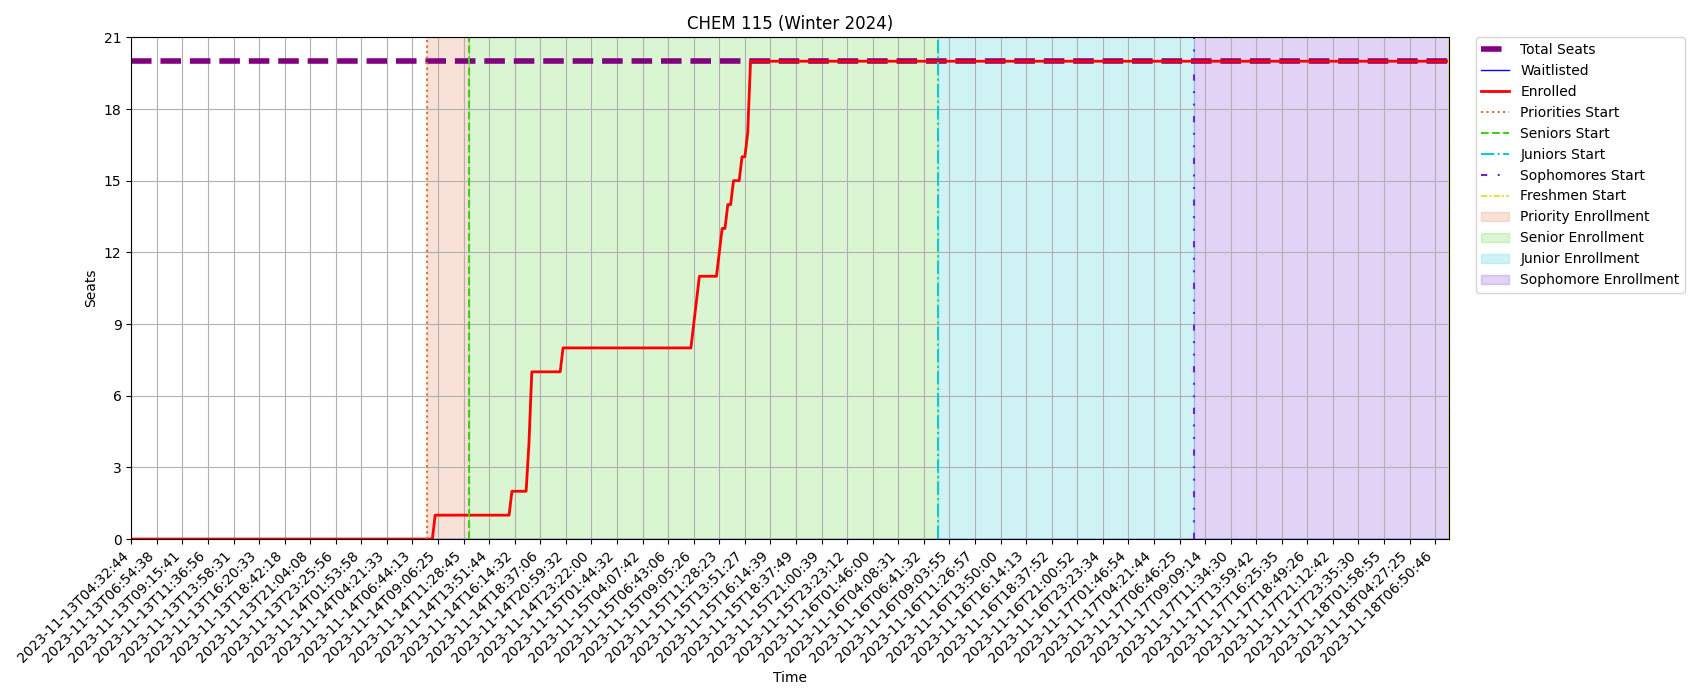 CHEM 115 (Winter 2024)
21
18
15
12
9
6
3
0
Seats
2023-11-13T04:32:44
2023-11-13T06:54:38
2023-11-13T09:15:41
2023-11-13T11:36:56
2023-11-13T13:58:31
2023-11-13T16:20:33
2023-11-13T18:42:18
2023-11-13T21:04:08
2023-11-13T23:25:56
2023-11-14T01:53:58
2023-11-14T04:21:33
2023-11-14T06:44:13
2023-11-14T09:06:25
2023-11-14T11:28:45
2023-11-14T13:51:44
2023-11-14T16:14:32
2023-11-14T18:37:06
2023-11-14T20:59:32
2023-11-14T23:22:00
2023-11-15T01:44:32
2023-11-15T04:07:42
2023-11-15T06:43:06
2023-11-15T09:05:26
2023-11-15T11:28:23
2023-11-15T13:51:27
2023-11-15T16:14:39
2023-11-15T18:37:49
2023-11-15T21:00:39
2023-11-15T23:23:12
2023-11-16T01:46:00
2023-11-16T04:08:31
2023-11-16T06:41:32
2023-11-16T09:03:55
2023-11-16T11:26:57
2023-11-16T13:50:00
2023-11-16T16:14:13
2023-11-16T18:37:52
2023-11-16T21:00:52
2023-11-16T23:23:34
2023-11-17T01:46:54
2023-11-17T04:21:44
2023-11-17T06:46:25
2023-11-17T09:09:14
2023-11-17T11:34:30
2023-11-17T13:59:42
2023-11-17T16:25:35
2023-11-17T18:49:26
2023-11-17T21:12:42
2023-11-17T23:35:30
2023-11-18T01:58:55
2023-11-18T04:27:25
2023-11-18T06:50:46
Time
Total Seats
Waitlisted
Enrolled
Priorities Start
Seniors Start
Juniors Start
Sophomores Start
Freshmen Start
Priority Enrollment
Senior Enrollment
Junior Enrollment
Sophomore Enrollment